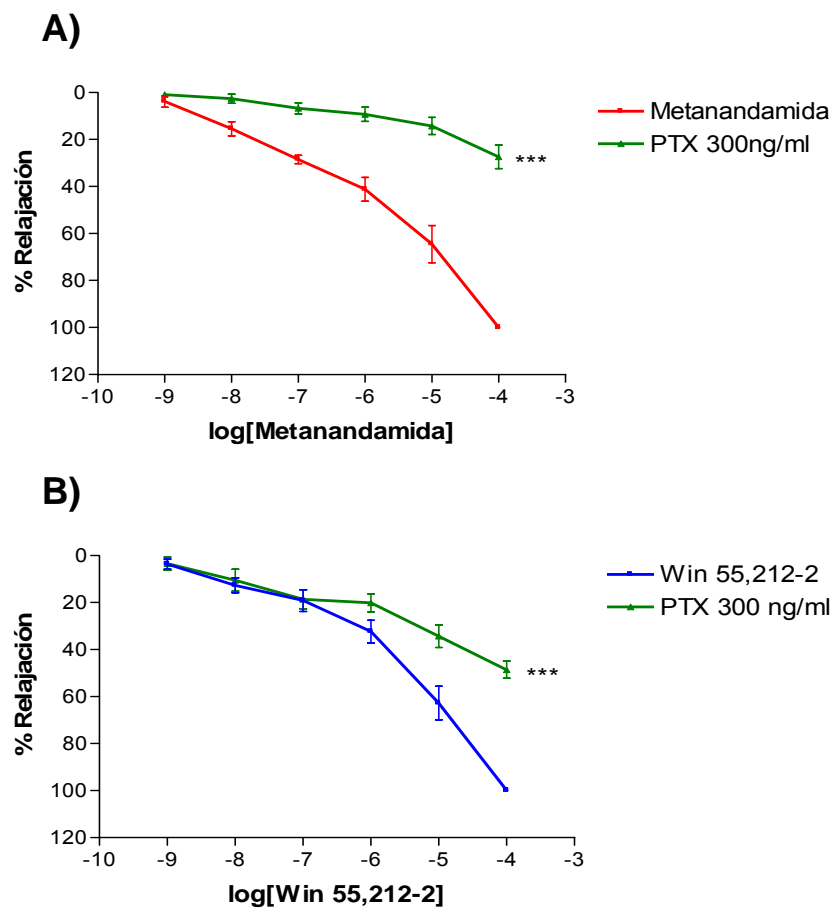 A)
0
20
40
60
80
100
120
% Relajación
-10 -9 -8 -7 -6 -5 -4 -3
log[Metanandamida]
Metanandamida
PTX 300ng/ml
***
B)
0
20
40
60
80
100
120
% Relajación
-10 -9 -8 -7 -6 -5 -4 -3
log[Win 55,212-2]
Win 55,212-2
PTX 300 ng/ml
***